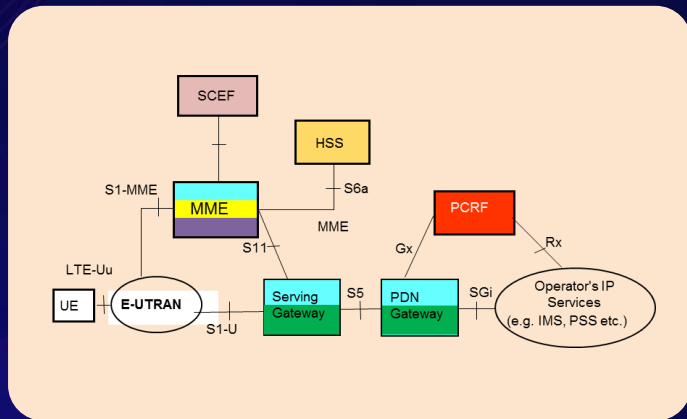 SCEF
HSS
S1-MME
MME
S6a
MME
PCRF
S11
Gx
Rx
LTE-Uu
UE
E-UTRAN
S1-U
Serving
Gateway
S5
PDN
Gateway
SGi
Operator's IP
Services
(e.g. IMS, PSS etc.)